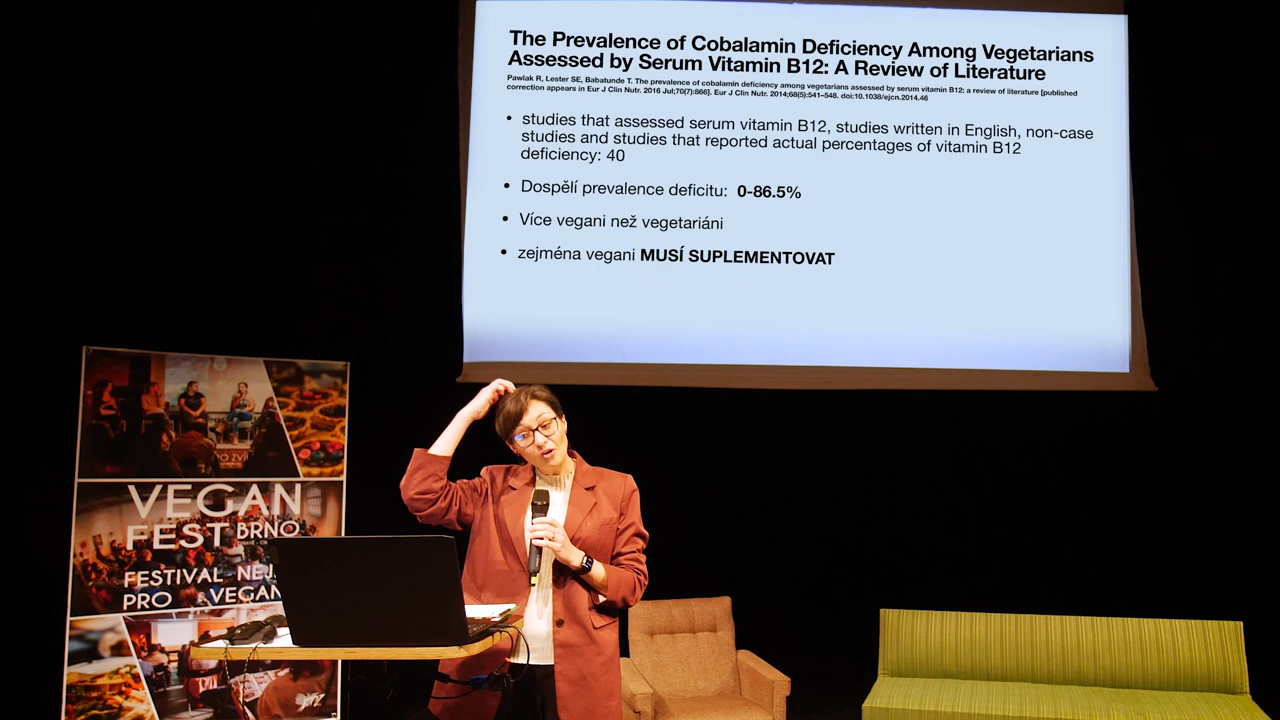 The Prevalence of Cobalamin Deficiency Among Vegetarians
Assessed by Serum Vitamin B12: A Review of Literature
Pawlak R, Lester SE, Babatunde T. The prevalence of cobalamin deficiency among vegetarians assessed by serum vitamin B12: a review of literature [published
correction appears in Eur J Clin Nutr. 2016 Jul;70(7):866]. Eur J Clin Nutr. 2014;68(5):541–548. doi:10.1038/ejcn.2014.46
• studies that assessed serum vitamin B12, studies written in English, non-case
studies and studies that reported actual percentages of vitamin B12
deficiency: 40
• Dospělí prevalence deficitu: 0-86.5%
• Více vegani než vegetariáni
• zejména vegani MUSÍ SUPLEMENTOVAT
VEGAN
FEST BRNO
FESTIVAL NEJ
PRO VEGAN